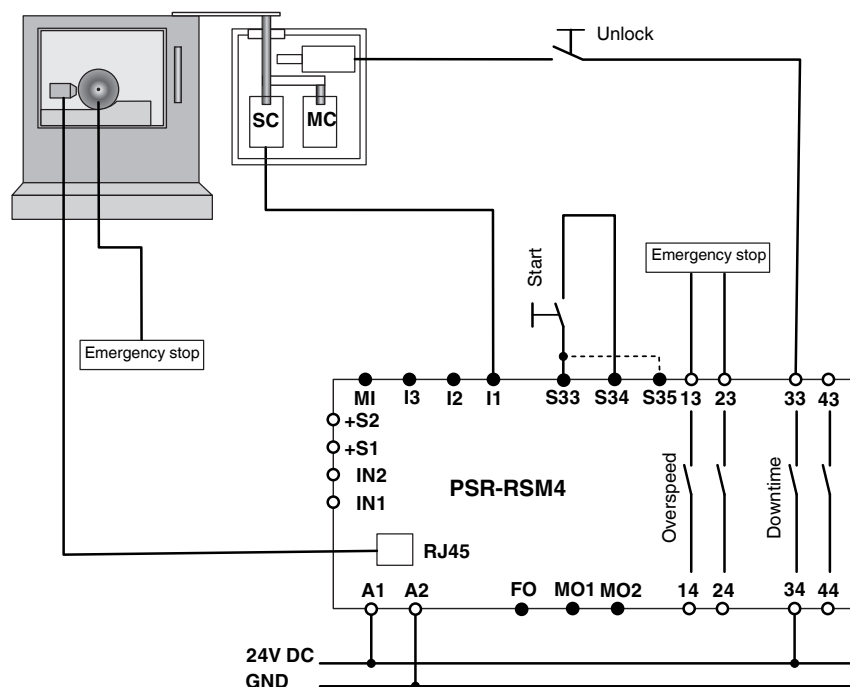 Unlock
SC MC
Start
Emergency stop
Emergency stop
MI I3 I2 I1 S33 S34 S35 13 23 33 43
+S2
+S1
IN2
IN1
PSR-RSM4
Overspeed
Downtime
RJ45
A1 A2 FO MO1 MO2 14 24 34 44
24V DC
GND